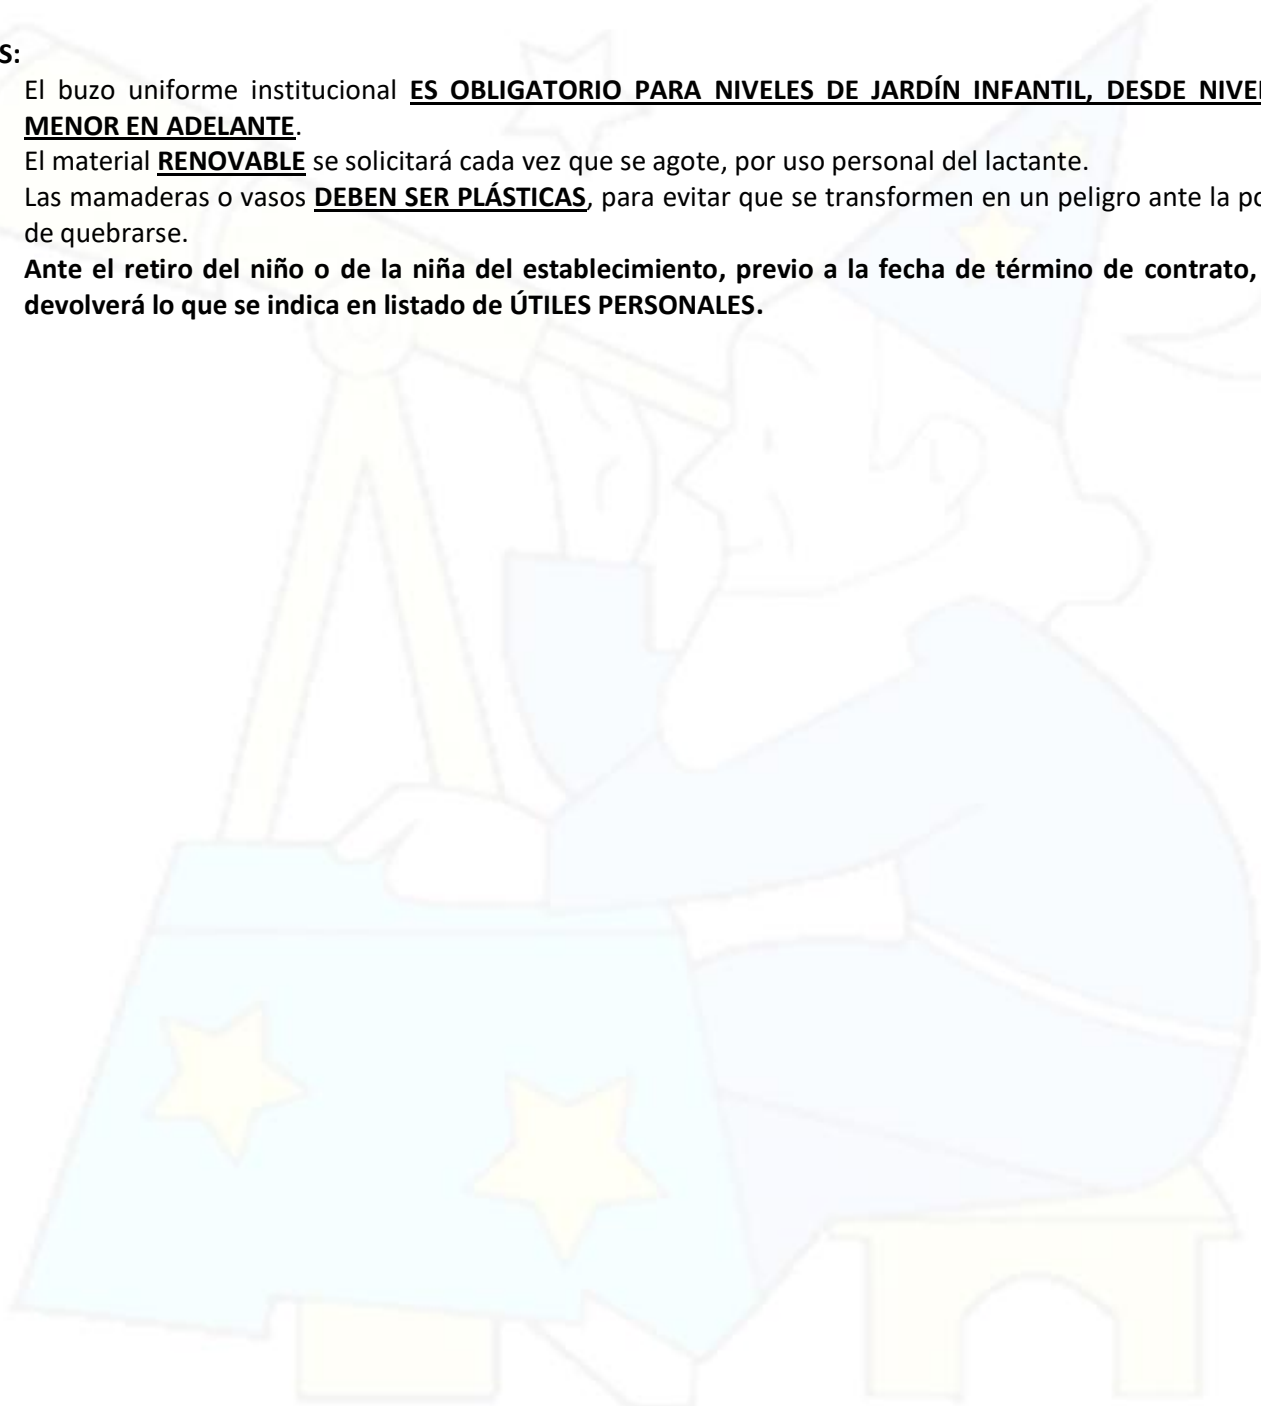 S:
El buzo uniforme institucional ES OBLIGATORIO PARA NIVELES DE JARDÍN INFANTIL, DESDE NIVE
MENOR EN ADELANTE.
El material RENOVABLE se solicitará cada vez que se agote, por uso personal del lactante.
Las mamaderas o vasos DEBEN SER PLÁSTICAS, para evitar que se transformen en un peligro ante la po
de quebrarse.
Ante el retiro del niño o de la niña del establecimiento, previo a la fecha de término de contrato,
devolverá lo que se indica en listado de ÚTILES PERSONALES.